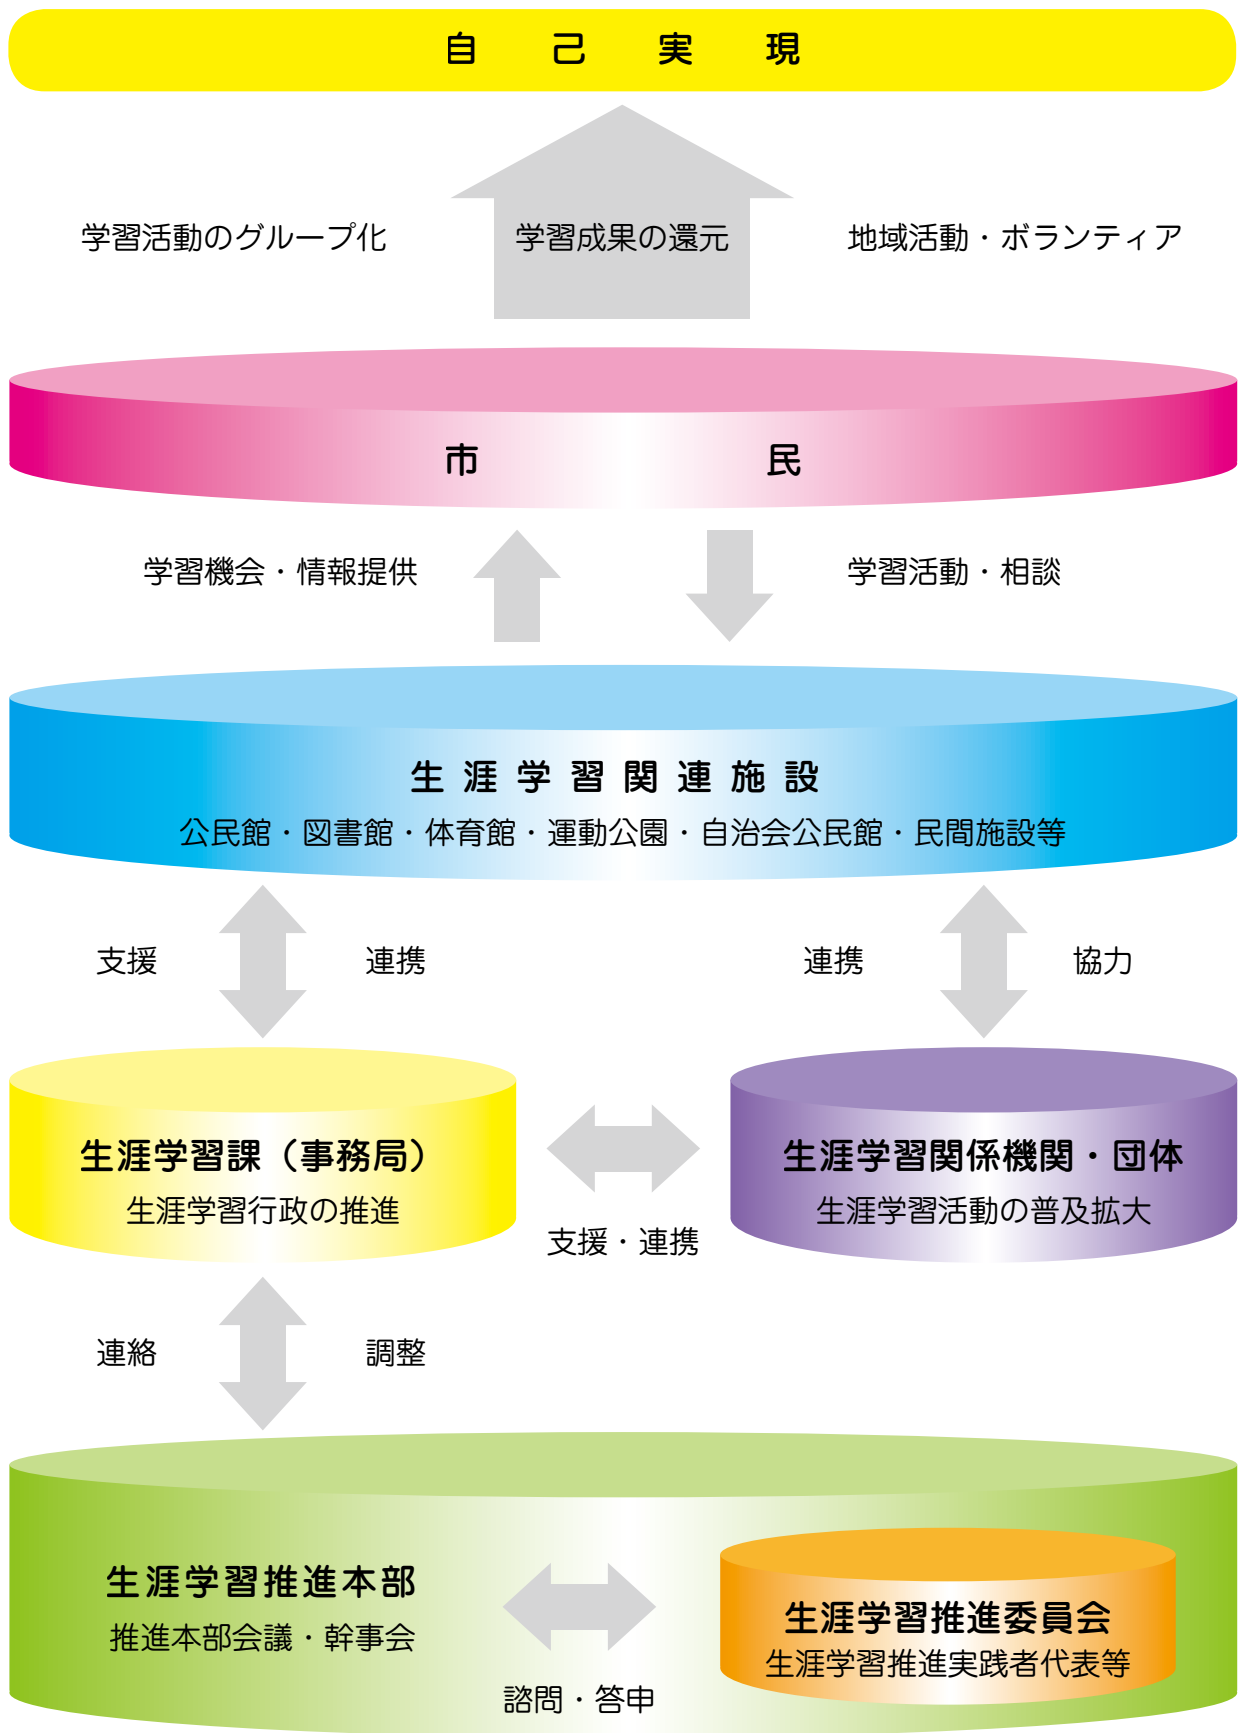 自己実現
学習活動のグループ化
学習成果の還元
地域活動・ボランティア
市民
学習機会・情報提供
学習活動・相談
生涯学習関連施設
公民館・図書館・体育館・運動公園・自治会公民館・民間施設等
支援
連携
連携
協力
生涯学習課（事務局）
生涯学習行政の推進
支援・連携
生涯学習関係機関・団体
生涯学習活動の普及拡大
連絡
調整
生涯学習推進本部
推進本部会議・幹事会
諮問・答申
生涯学習推進委員会
生涯学習推進実践者代表等